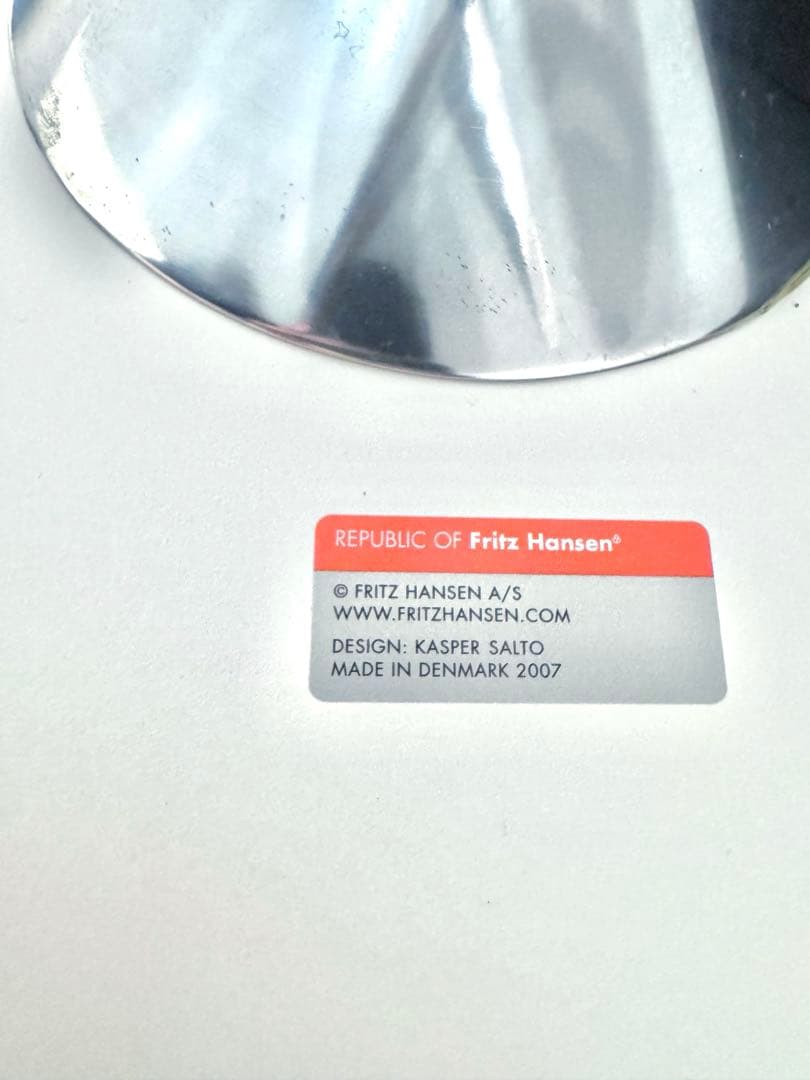 REPUBLIC OF Fritz Hansen®
© FRITZ HANSEN A/S
WWW.FRITZHANSEN.COM
DESIGN: KASPER SALTO
MADE IN DENMARK 2007